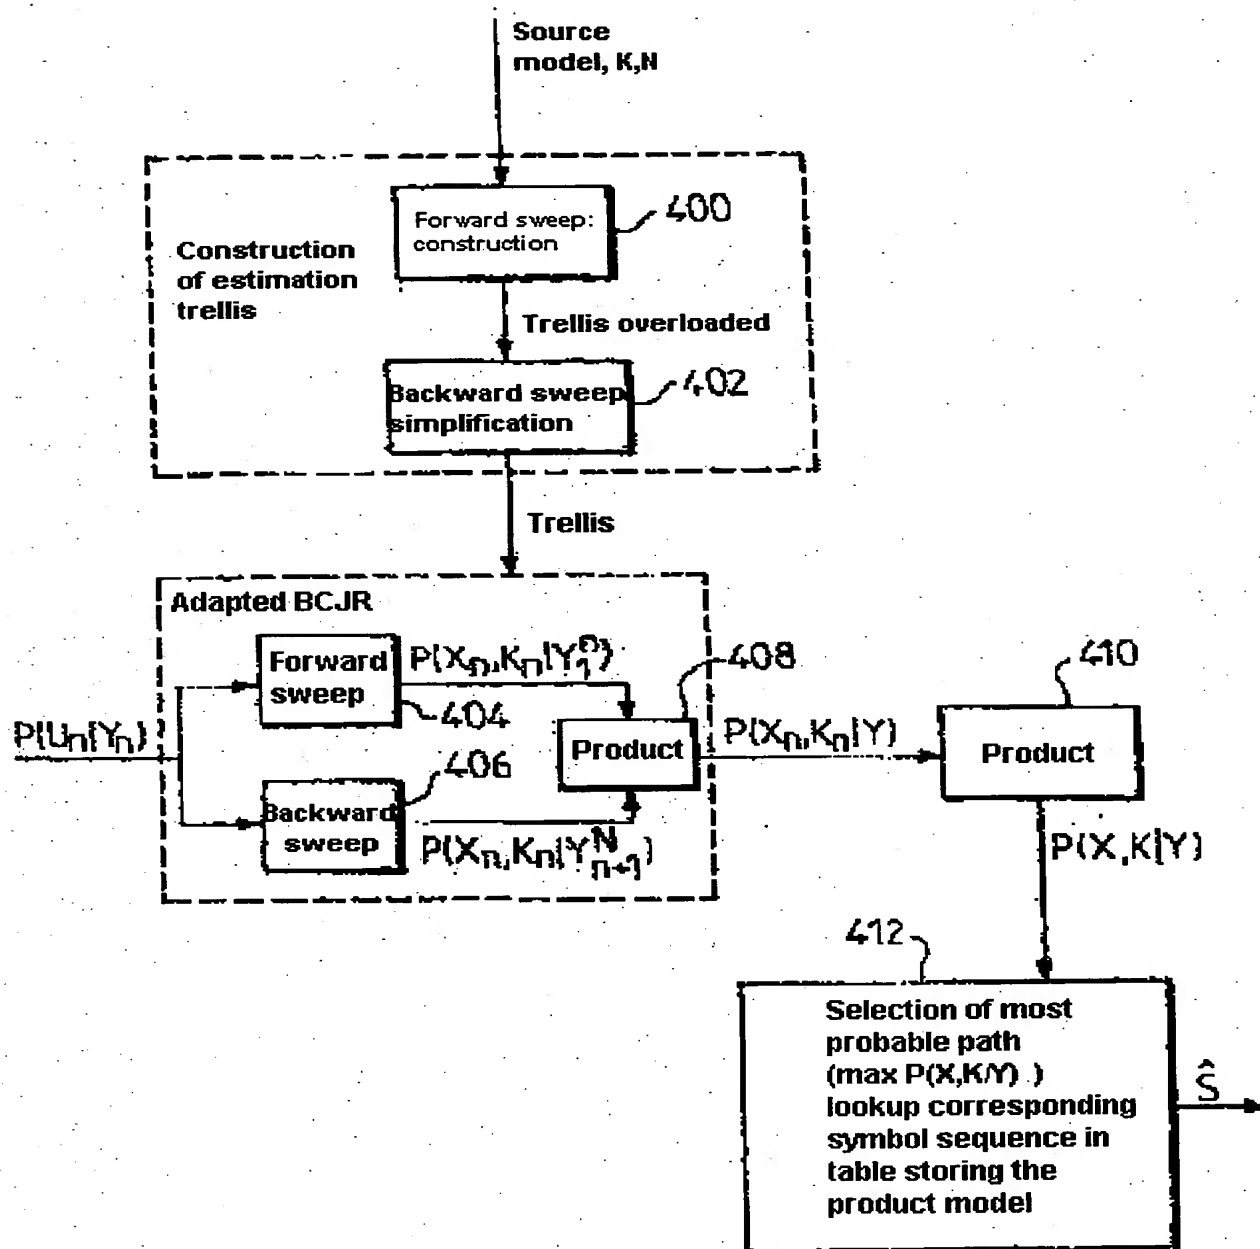 Source
model, K,N
Forward sweep:
construction
400
Construction
of estimation
trellis
Trellis overloaded
Backward sweep
simplification
402
Trellis
Adapted BCJR
Forward
sweep
P(Xn,Kn|Y₁ⁿ)
404
408
410
P(Un|Yn)
Product
P(Xn,Kn|Y)
Product
406
Backward
sweep
P(Xn,Kn|Yₙ₊₁ᴺ)
P(X,K|Y)
412
Selection of most
probable path
(max P(X,K/Y) )
lookup corresponding
symbol sequence in
table storing the
product model
Ŝ